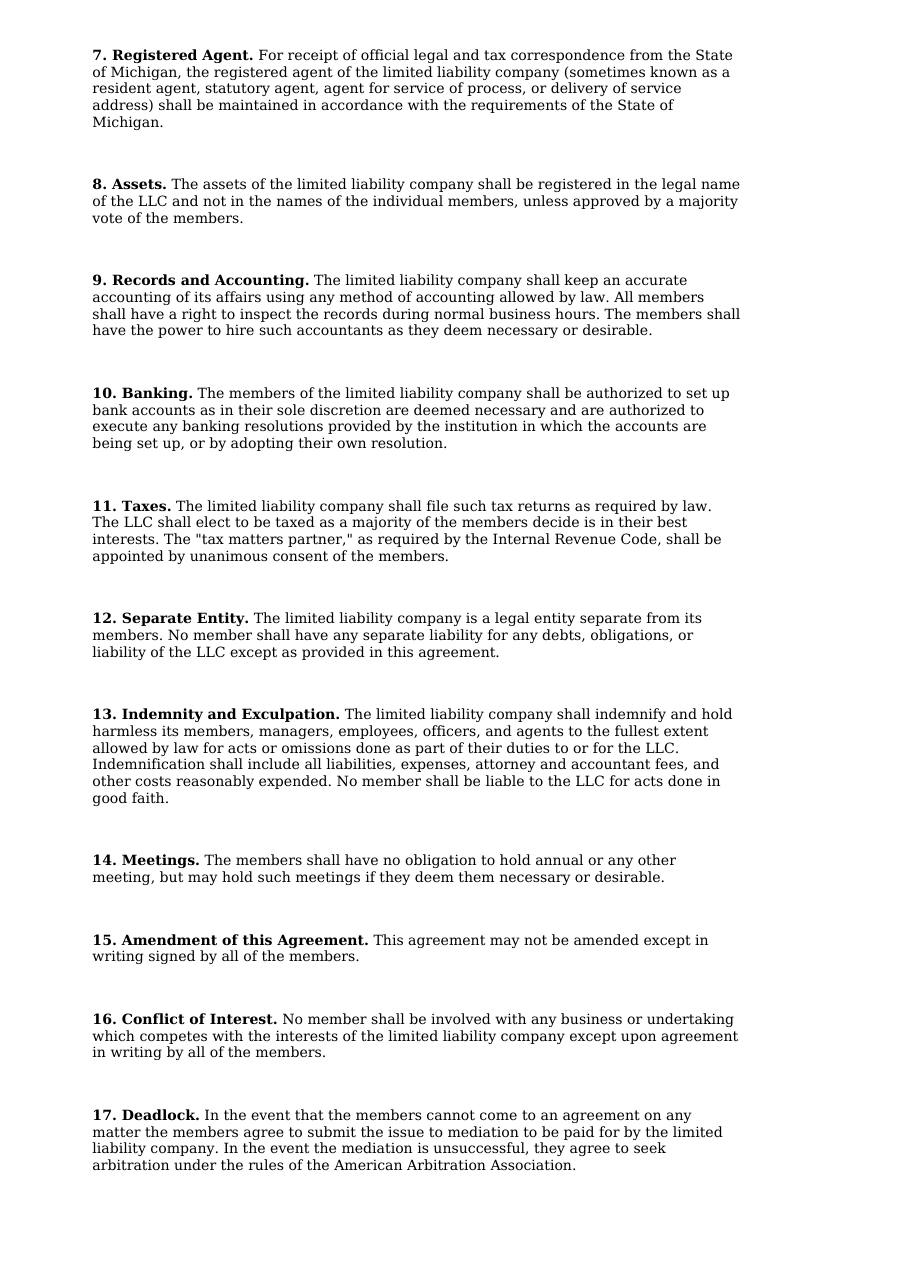 7. Registered Agent. For receipt of official legal and tax correspondence from the State
of Michigan, the registered agent of the limited liability company (sometimes known as a
resident agent, statutory agent, agent for service of process, or delivery of service
address) shall be maintained in accordance with the requirements of the State of
Michigan.
8. Assets. The assets of the limited liability company shall be registered in the legal name
of the LLC and not in the names of the individual members, unless approved by a majority
vote of the members.
9. Records and Accounting. The limited liability company shall keep an accurate
accounting of its affairs using any method of accounting allowed by law. All members
shall have a right to inspect the records during normal business hours. The members shall
have the power to hire such accountants as they deem necessary or desirable.
10. Banking. The members of the limited liability company shall be authorized to set up
bank accounts as in their sole discretion are deemed necessary and are authorized to
execute any banking resolutions provided by the institution in which the accounts are
being set up, or by adopting their own resolution.
11. Taxes. The limited liability company shall file such tax returns as required by law.
The LLC shall elect to be taxed as a majority of the members decide is in their best
interests. The "tax matters partner," as required by the Internal Revenue Code, shall be
appointed by unanimous consent of the members.
12. Separate Entity. The limited liability company is a legal entity separate from its
members. No member shall have any separate liability for any debts, obligations, or
liability of the LLC except as provided in this agreement.
13. Indemnity and Exculpation. The limited liability company shall indemnify and hold
harmless its members, managers, employees, officers, and agents to the fullest extent
allowed by law for acts or omissions done as part of their duties to or for the LLC.
Indemnification shall include all liabilities, expenses, attorney and accountant fees, and
other costs reasonably expended. No member shall be liable to the LLC for acts done in
good faith.
14. Meetings. The members shall have no obligation to hold annual or any other
meeting, but may hold such meetings if they deem them necessary or desirable.
15. Amendment of this Agreement. This agreement may not be amended except in
writing signed by all of the members.
16. Conflict of Interest. No member shall be involved with any business or undertaking
which competes with the interests of the limited liability company except upon agreement
in writing by all of the members.
17. Deadlock. In the event that the members cannot come to an agreement on any
matter the members agree to submit the issue to mediation to be paid for by the limited
liability company. In the event the mediation is unsuccessful, they agree to seek
arbitration under the rules of the American Arbitration Association.